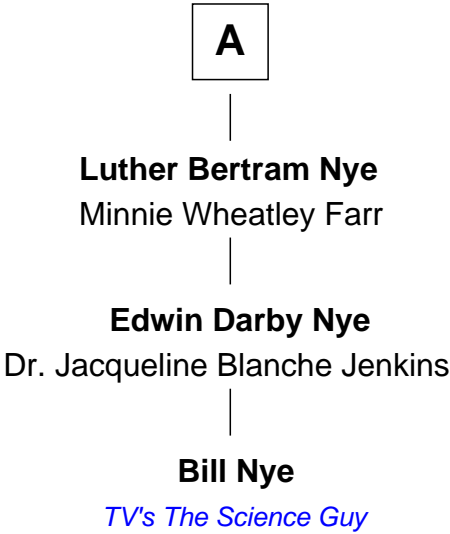 A
Luther Bertram Nye
Minnie Wheatley Farr
Edwin Darby Nye
Dr. Jacqueline Blanche Jenkins
Bill Nye
TV's The Science Guy